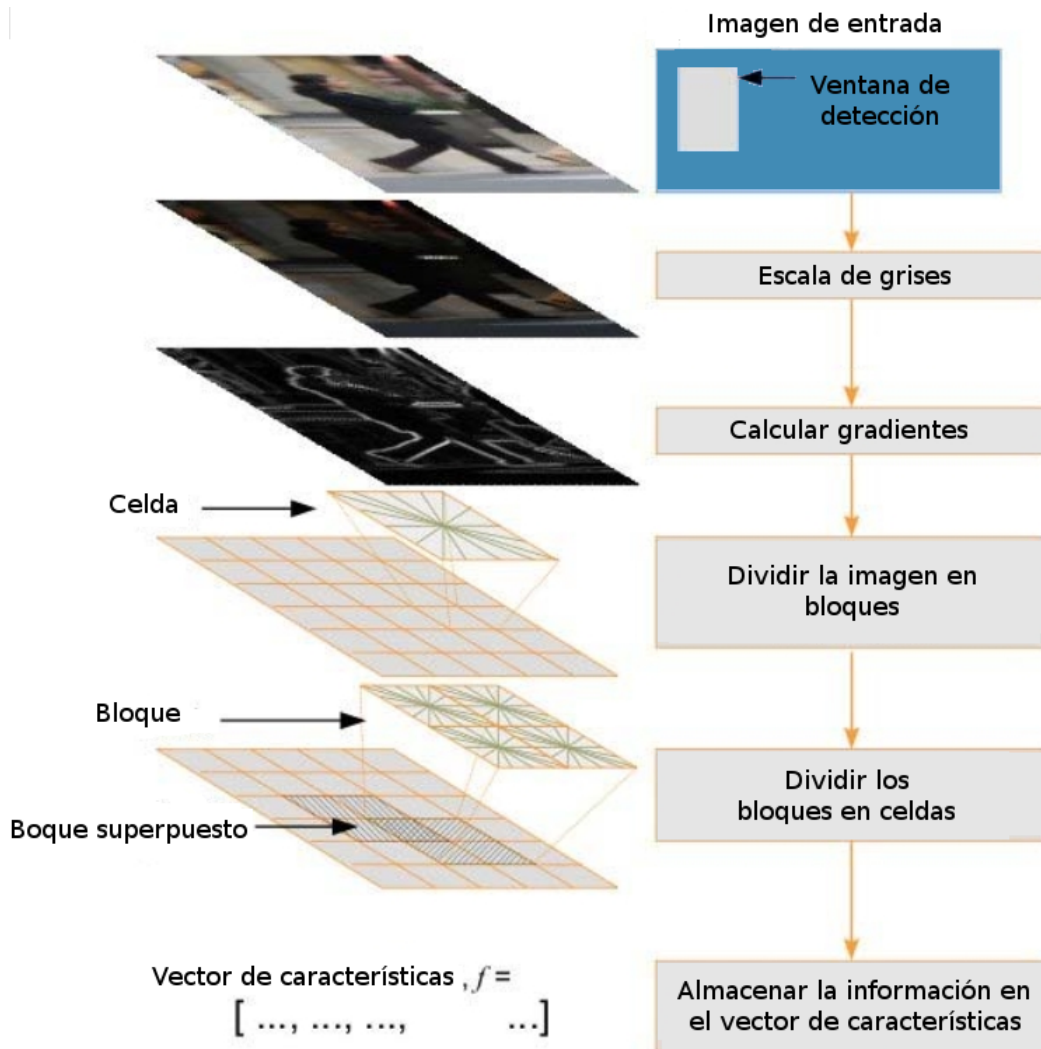 Imagen de entrada
Ventana de
detección
Escala de grises
Calcular gradientes
Celda
Dividir la imagen en
bloques
Bloque
Dividir los
bloques en celdas
Boque superpuesto
Vector de características , f =
[ ..., ..., ..., ...]
Almacenar la información en
el vector de características